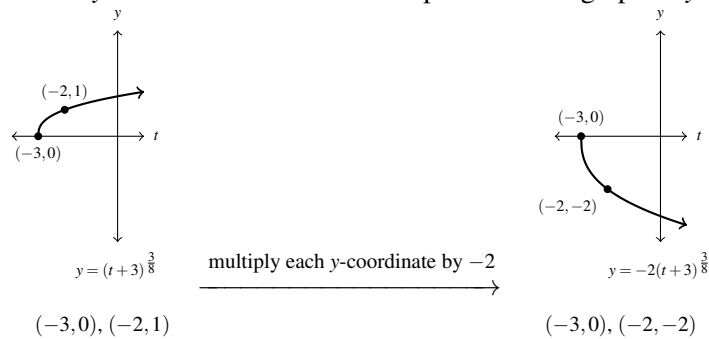 y
y
(−2,1)
(−3,0)
t
(−3,0)
t
(−2,−2)
y = (t+3)^{3/8}
multiply each y-coordinate by −2
y = −2(t+3)^{3/8}
(−3,0), (−2,1)
(−3,0), (−2,−2)